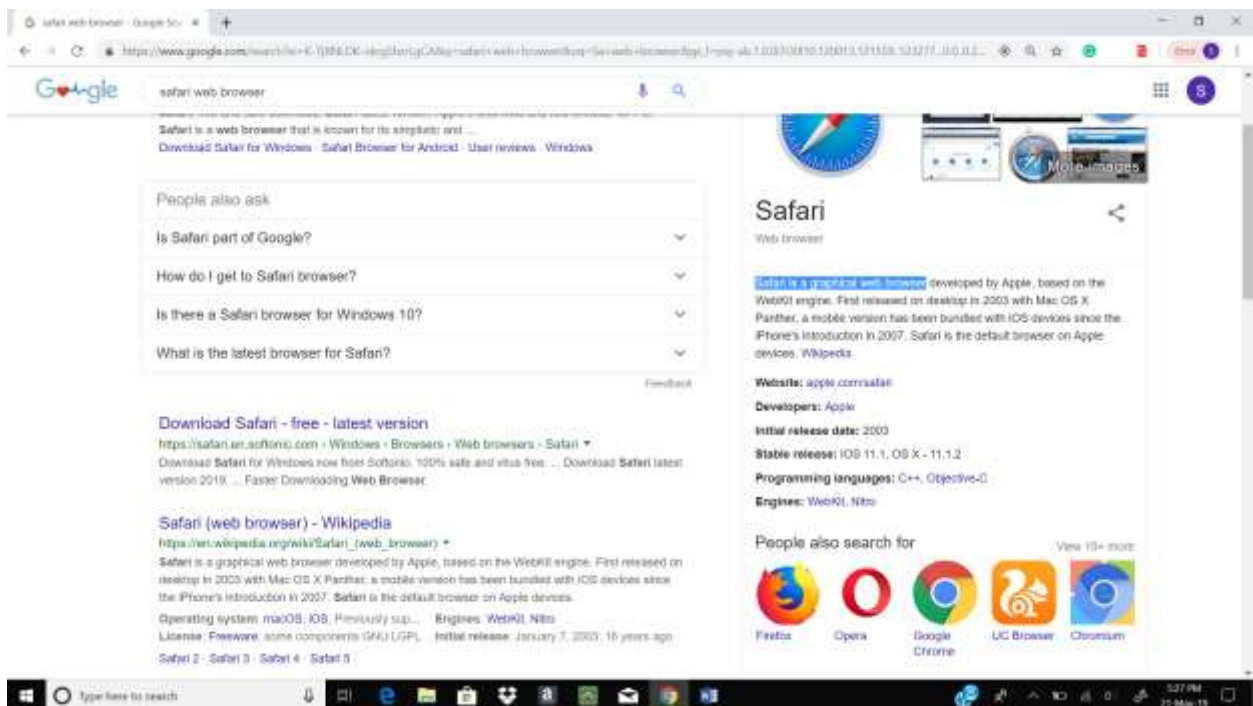 safari web browser - Google
https://www.google.com/
safari web browser
S
Safari is a web browser that is known for its simplistic and ...
Download Safari for Windows · Safari Browser for Android · User reviews · Windows
People also ask
Is Safari part of Google?
How do I get to Safari browser?
Is there a Safari browser for Windows 10?
What is the latest browser for Safari?
Feedback
Download Safari - free - latest version
https://safari.en.softonic.com › Windows › Browsers › Web browsers › Safari
Download Safari for Windows now from Softonic: 100% safe and virus free. ... Download Safari latest
version 2019. ... Faster Downloading Web Browser.
Safari (web browser) - Wikipedia
https://en.wikipedia.org/wiki/Safari_(web_browser)
Safari is a graphical web browser developed by Apple, based on the WebKit engine. First released on
desktop in 2003 with Mac OS X Panther, a mobile version has been bundled with iOS devices since
the iPhone's introduction in 2007. Safari is the default browser on Apple devices.
Operating system: macOS, iOS, Previously sup... Engines: WebKit, Nitro
License: Freeware; some components GNU LGPL Initial release: January 7, 2003; 16 years ago
Safari 2 · Safari 3 · Safari 4 · Safari 5
More images
Safari
Web browser
Safari is a graphical web browser developed by Apple, based on the
WebKit engine. First released on desktop in 2003 with Mac OS X
Panther, a mobile version has been bundled with iOS devices since the
iPhone's introduction in 2007. Safari is the default browser on Apple
devices. Wikipedia
Website: apple.com/safari
Developers: Apple
Initial release date: 2003
Stable release: IOS 11.1, OS X - 11.1.2
Programming languages: C++, Objective-C
Engines: WebKit, Nitro
People also search for
View 10+ more
Firefox
Opera
Google
Chrome
UC Browser
Chromium
Type here to search
5:27 PM